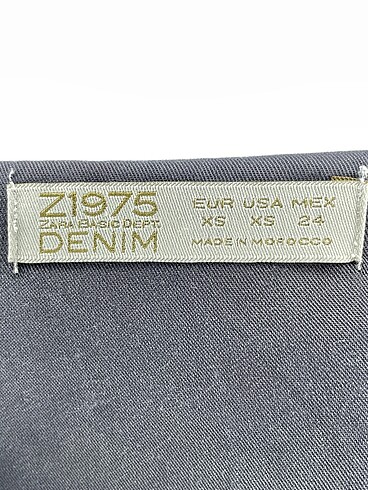 Z1975
ZARA BASIC DEPT.
DENIM
EUR USA MEX
XS XS 24
MADE IN MOROCCO